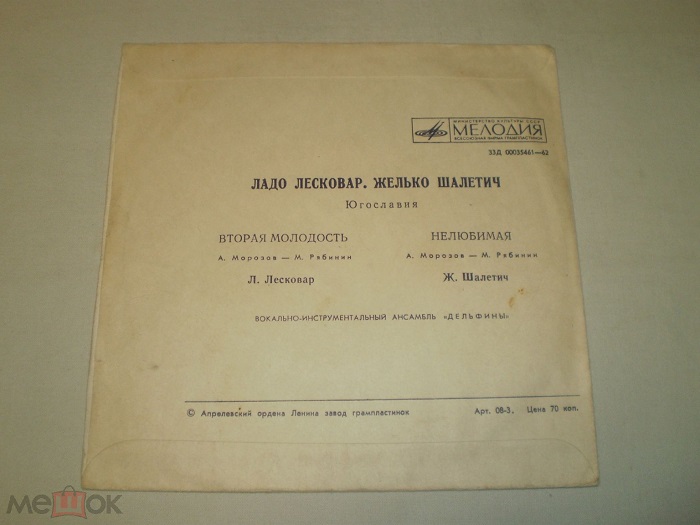 МИНИСТЕРСТВО КУЛЬТУРЫ СССР
МЕЛОДИЯ
ВСЕСОЮЗНАЯ ФИРМА ГРАМПЛАСТИНОК
33Д 00035461—62
ЛАДО ЛЕСКОВАР. ЖЕЛЬКО ШАЛЕТИЧ
Югославия
ВТОРАЯ МОЛОДОСТЬ
А. Морозов — М. Рябинин
Л. Лесковар
НЕЛЮБИМАЯ
А. Морозов — М. Рябинин
Ж. Шалетич
ВОКАЛЬНО-ИНСТРУМЕНТАЛЬНЫЙ АНСАМБЛЬ «ДЕЛЬФИНЫ»
© Апрелевский ордена Ленина завод грампластинок
Арт. 08-3. Цена 70 коп.
мешок